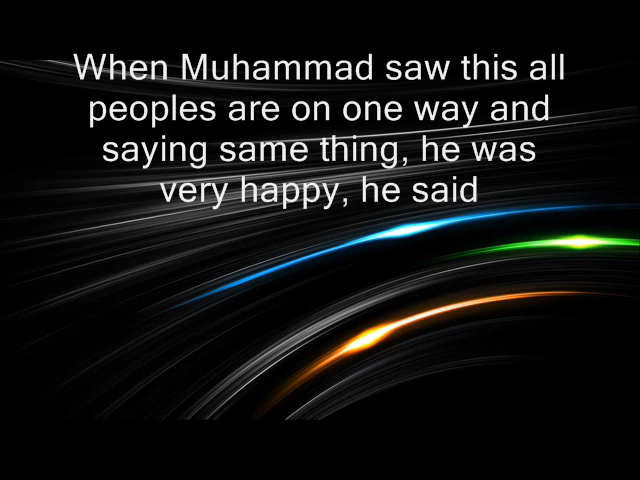 When Muhammad saw this all
peoples are on one way and
saying same thing, he was
very happy, he said